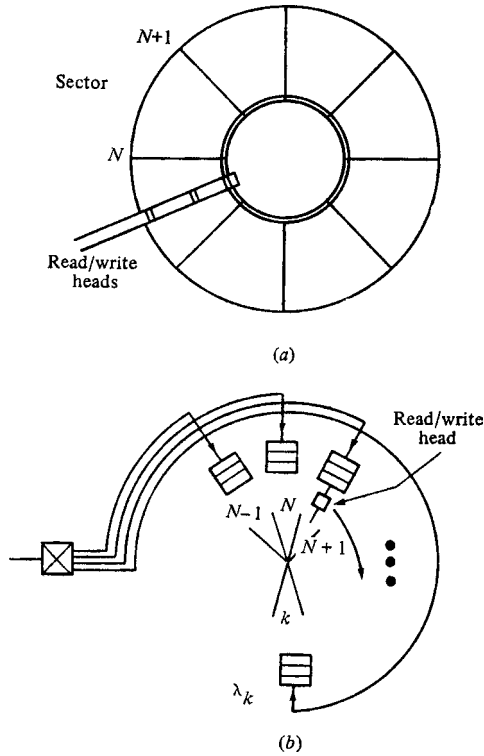 N+1
Sector
N
Read/write
heads
(a)
Read/write
head
N-1
N
N+1
k
λk
(b)